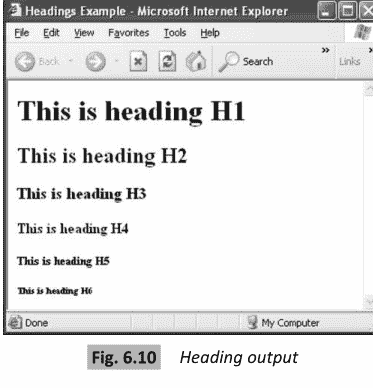 Headings Example - Microsoft Internet Explorer
File Edit View Favorites Tools Help
Back Search Links
This is heading H1
This is heading H2
This is heading H3
This is heading H4
This is heading H5
This is heading H6
Done My Computer
Fig. 6.10 Heading output